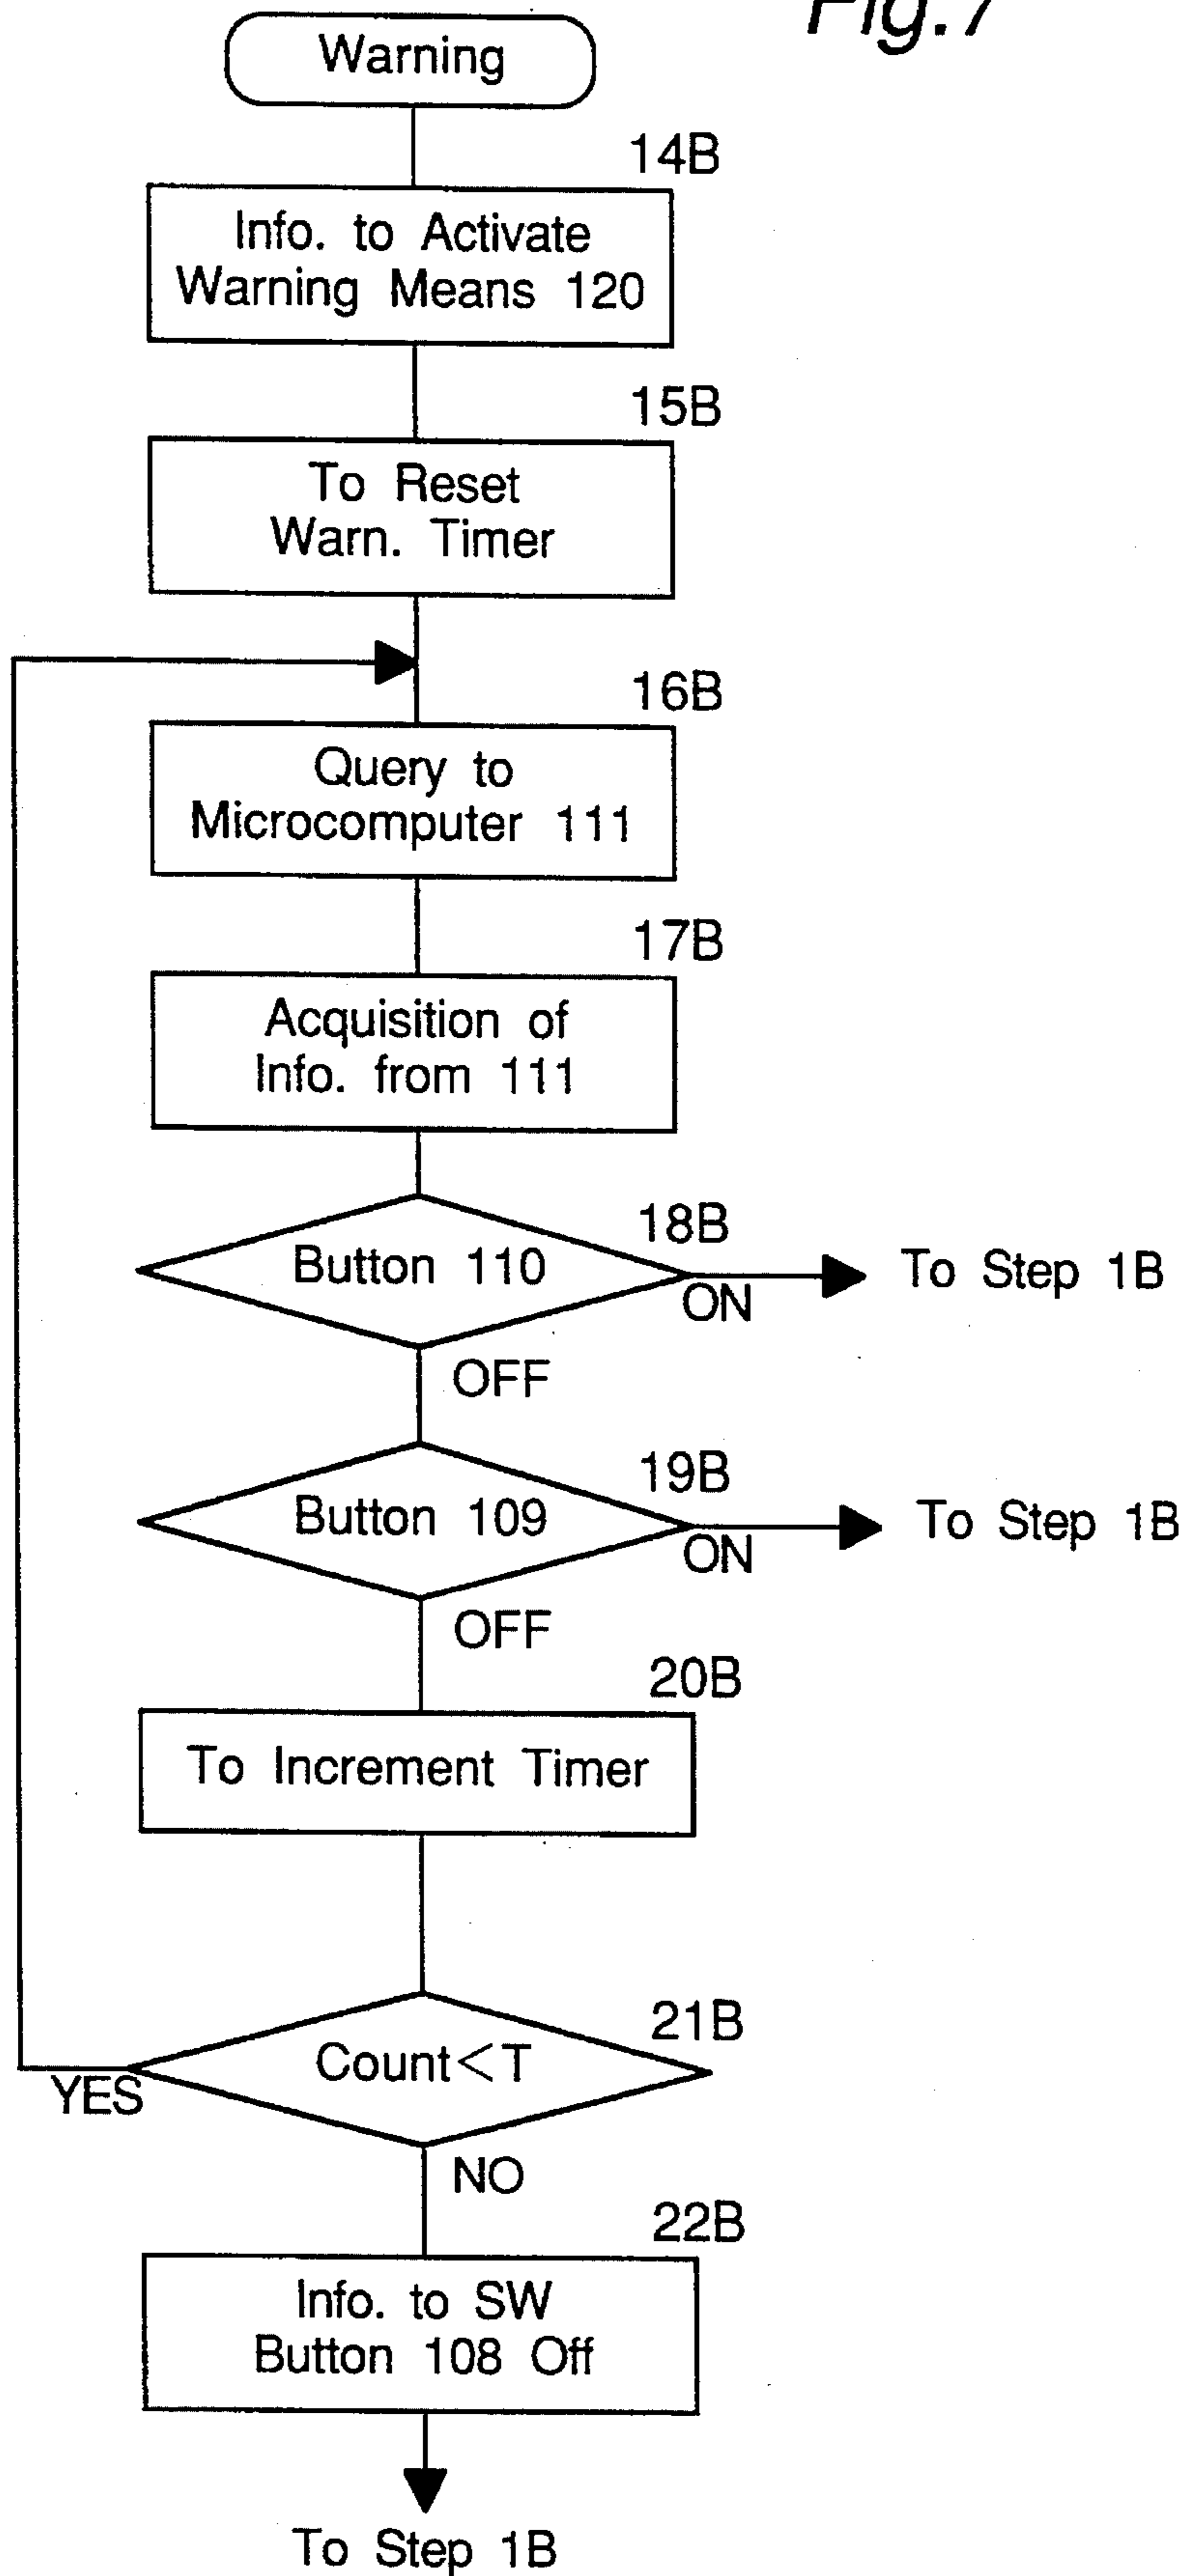 Fig.7
Warning
14B
Info. to Activate
Warning Means 120
15B
To Reset
Warn. Timer
16B
Query to
Microcomputer 111
17B
Acquisition of
Info. from 111
18B
Button 110
ON
To Step 1B
OFF
19B
Button 109
ON
To Step 1B
OFF
20B
To Increment Timer
21B
Count<T
YES
NO
22B
Info. to SW
Button 108 Off
To Step 1B